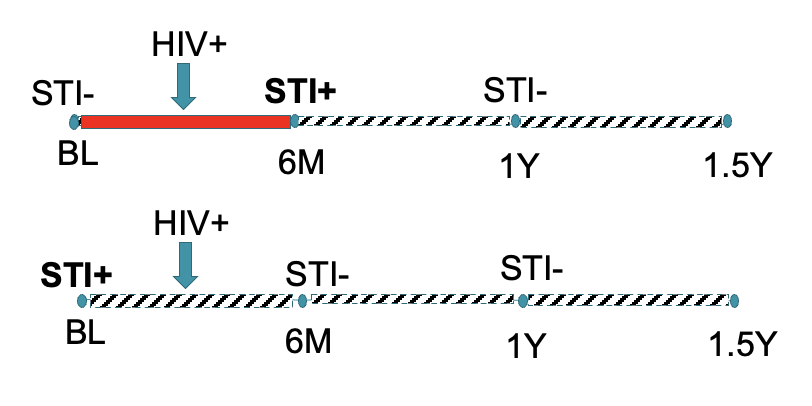 HIV+
STI- STI+ STI-
BL 6M 1Y 1.5Y
HIV+
STI+ STI- STI-
BL 6M 1Y 1.5Y